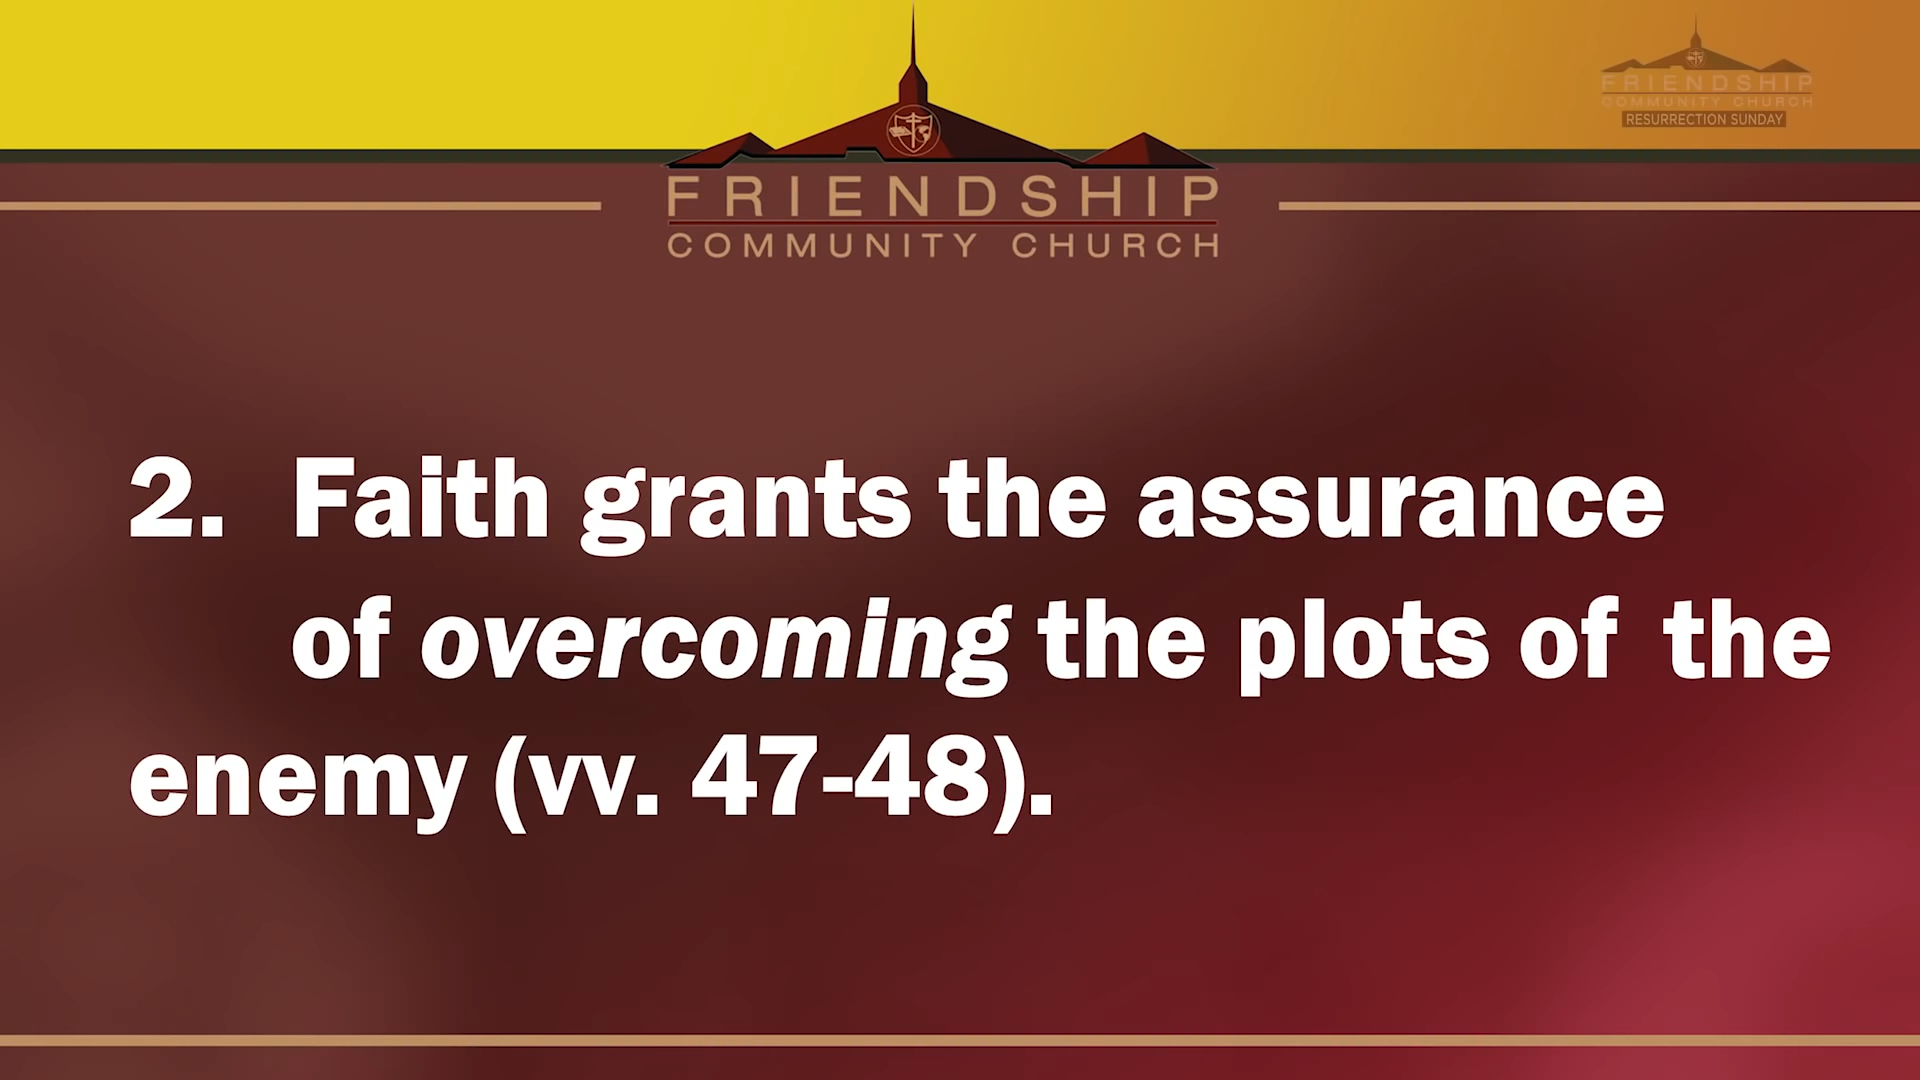 FRIENDSHIP
COMMUNITY CHURCH
FRIENDSHIP
COMMUNITY CHURCH
RESURRECTION SUNDAY
2. Faith grants the assurance
of overcoming the plots of the
enemy (vv. 47-48).